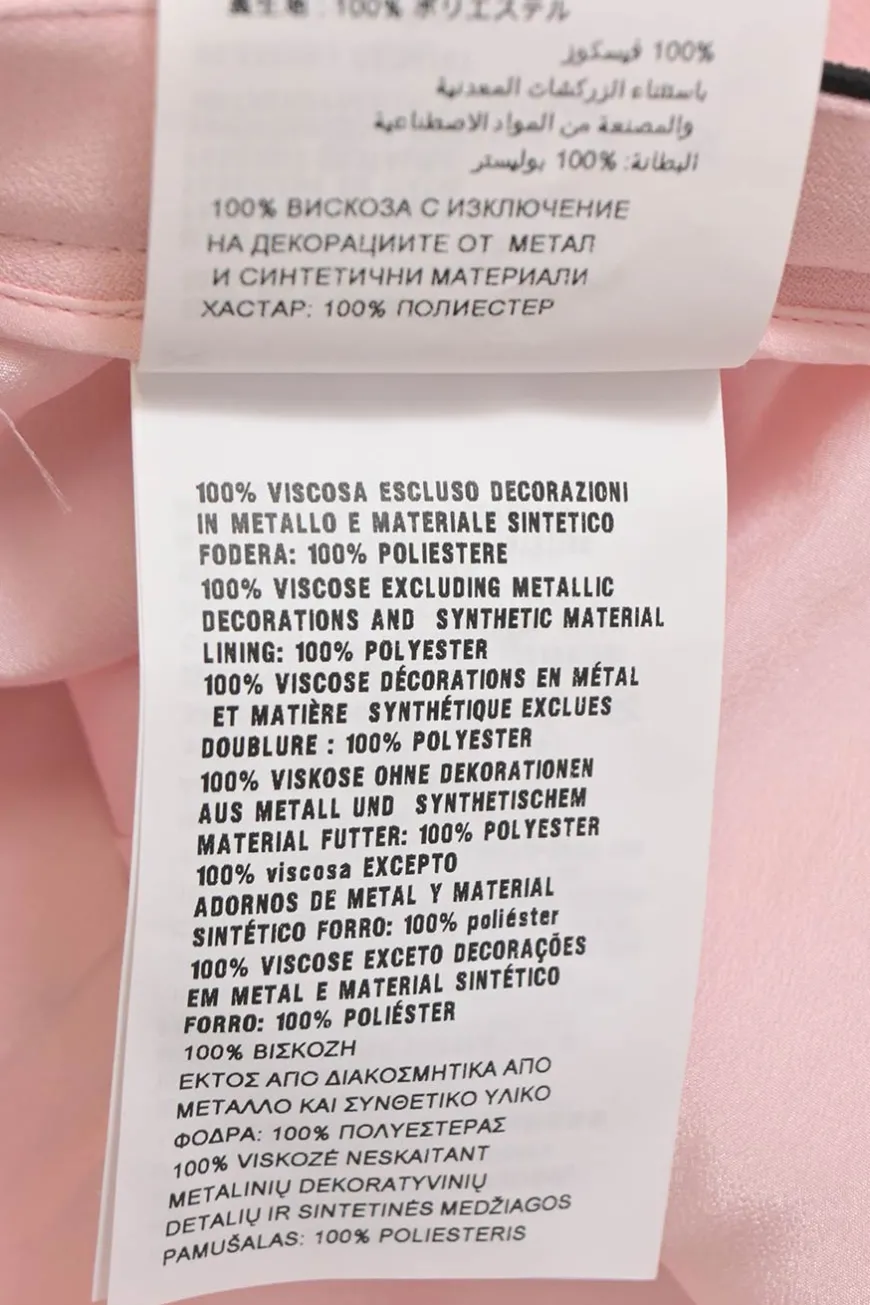 裏生地 : 100% ポリエステル
100% فيسكوز
باستثناء الزركشات المعدنية
والمصنعة من المواد الاصطناعية
البطانة: 100% بوليستر
100% ВИСКОЗА С ИЗКЛЮЧЕНИЕ
НА ДЕКОРАЦИИТЕ ОТ МЕТАЛ
И СИНТЕТИЧНИ МАТЕРИАЛИ
ХАСТАР: 100% ПОЛИЕСТЕР
100% VISCOSA ESCLUSO DECORAZIONI
IN METALLO E MATERIALE SINTETICO
FODERA: 100% POLIESTERE
100% VISCOSE EXCLUDING METALLIC
DECORATIONS AND SYNTHETIC MATERIAL
LINING: 100% POLYESTER
100% VISCOSE DÉCORATIONS EN MÉTAL
ET MATIÈRE SYNTHÉTIQUE EXCLUES
DOUBLURE : 100% POLYESTER
100% VISKOSE OHNE DEKORATIONEN
AUS METALL UND SYNTHETISCHEM
MATERIAL FUTTER: 100% POLYESTER
100% viscosa EXCEPTO
ADORNOS DE METAL Y MATERIAL
SINTÉTICO FORRO: 100% poliéster
100% VISCOSE EXCETO DECORAÇÕES
EM METAL E MATERIAL SINTÉTICO
FORRO: 100% POLIÉSTER
100% ΒΙΣΚΟΖΗ
ΕΚΤΟΣ ΑΠΟ ΔΙΑΚΟΣΜΗΤΙΚΑ ΑΠΟ
ΜΕΤΑΛΛΟ ΚΑΙ ΣΥΝΘΕΤΙΚΟ ΥΛΙΚΟ
ΦΟΔΡΑ: 100% ΠΟΛΥΕΣΤΕΡΑΣ
100% VISKOZĖ NESKAITANT
METALINIŲ DEKORATYVINIŲ
DETALIŲ IR SINTETINĖS MEDŽIAGOS
PAMUŠALAS: 100% POLIESTERIS